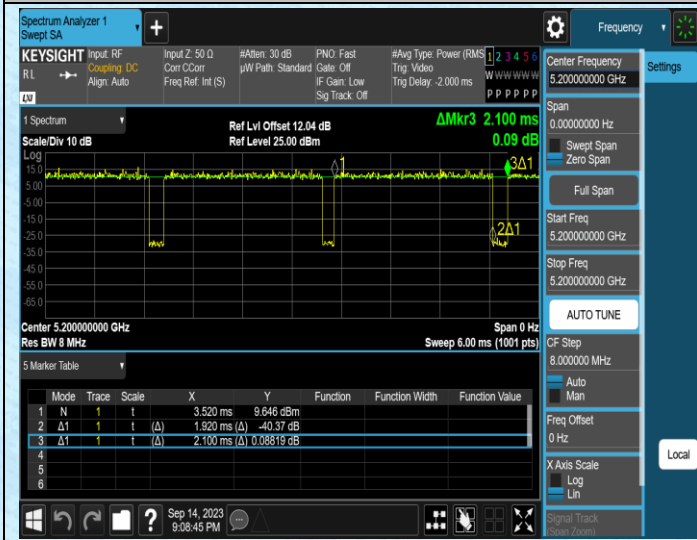 Spectrum Analyzer 1
Swept SA
+
Frequency
KEYSIGHT
RL
LXI
Input: RF
Coupling: DC
Align: Auto
Input Z: 50 Ω
Corr CCorr
Freq Ref: Int (S)
#Atten: 30 dB
µW Path: Standard
PNO: Fast
Gate: Off
IF Gain: Low
Sig Track: Off
#Avg Type: Power (RMS
Trig: Video
Trig Delay: -2.000 ms
1 2 3 4 5 6
W W W W W W
P P P P P P
1 Spectrum
Scale/Div 10 dB
Ref Lvl Offset 12.04 dB
Ref Level 25.00 dBm
ΔMkr3 2.100 ms
0.09 dB
Log
15.0
5.00
-5.00
-15.0
-25.0
-35.0
-45.0
-55.0
-65.0
1
3Δ1
2Δ1
Center 5.200000000 GHz
Res BW 8 MHz
Span 0 Hz
Sweep 6.00 ms (1001 pts)
5 Marker Table
Mode Trace Scale X Y Function Function Width Function Value
1 N 1 t 3.520 ms 9.646 dBm
2 Δ1 1 t (Δ) 1.920 ms (Δ) -40.37 dB
3 Δ1 1 t (Δ) 2.100 ms (Δ) 0.08819 dB
4
5
6
?
Sep 14, 2023
9:08:45 PM
Center Frequency
5.200000000 GHz
Span
0.00000000 Hz
Swept Span
Zero Span
Full Span
Start Freq
5.200000000 GHz
Stop Freq
5.200000000 GHz
AUTO TUNE
CF Step
8.000000 MHz
Auto
Man
Freq Offset
0 Hz
X Axis Scale
Log
Lin
Signal Track
(Span Zoom)
Settings
Local